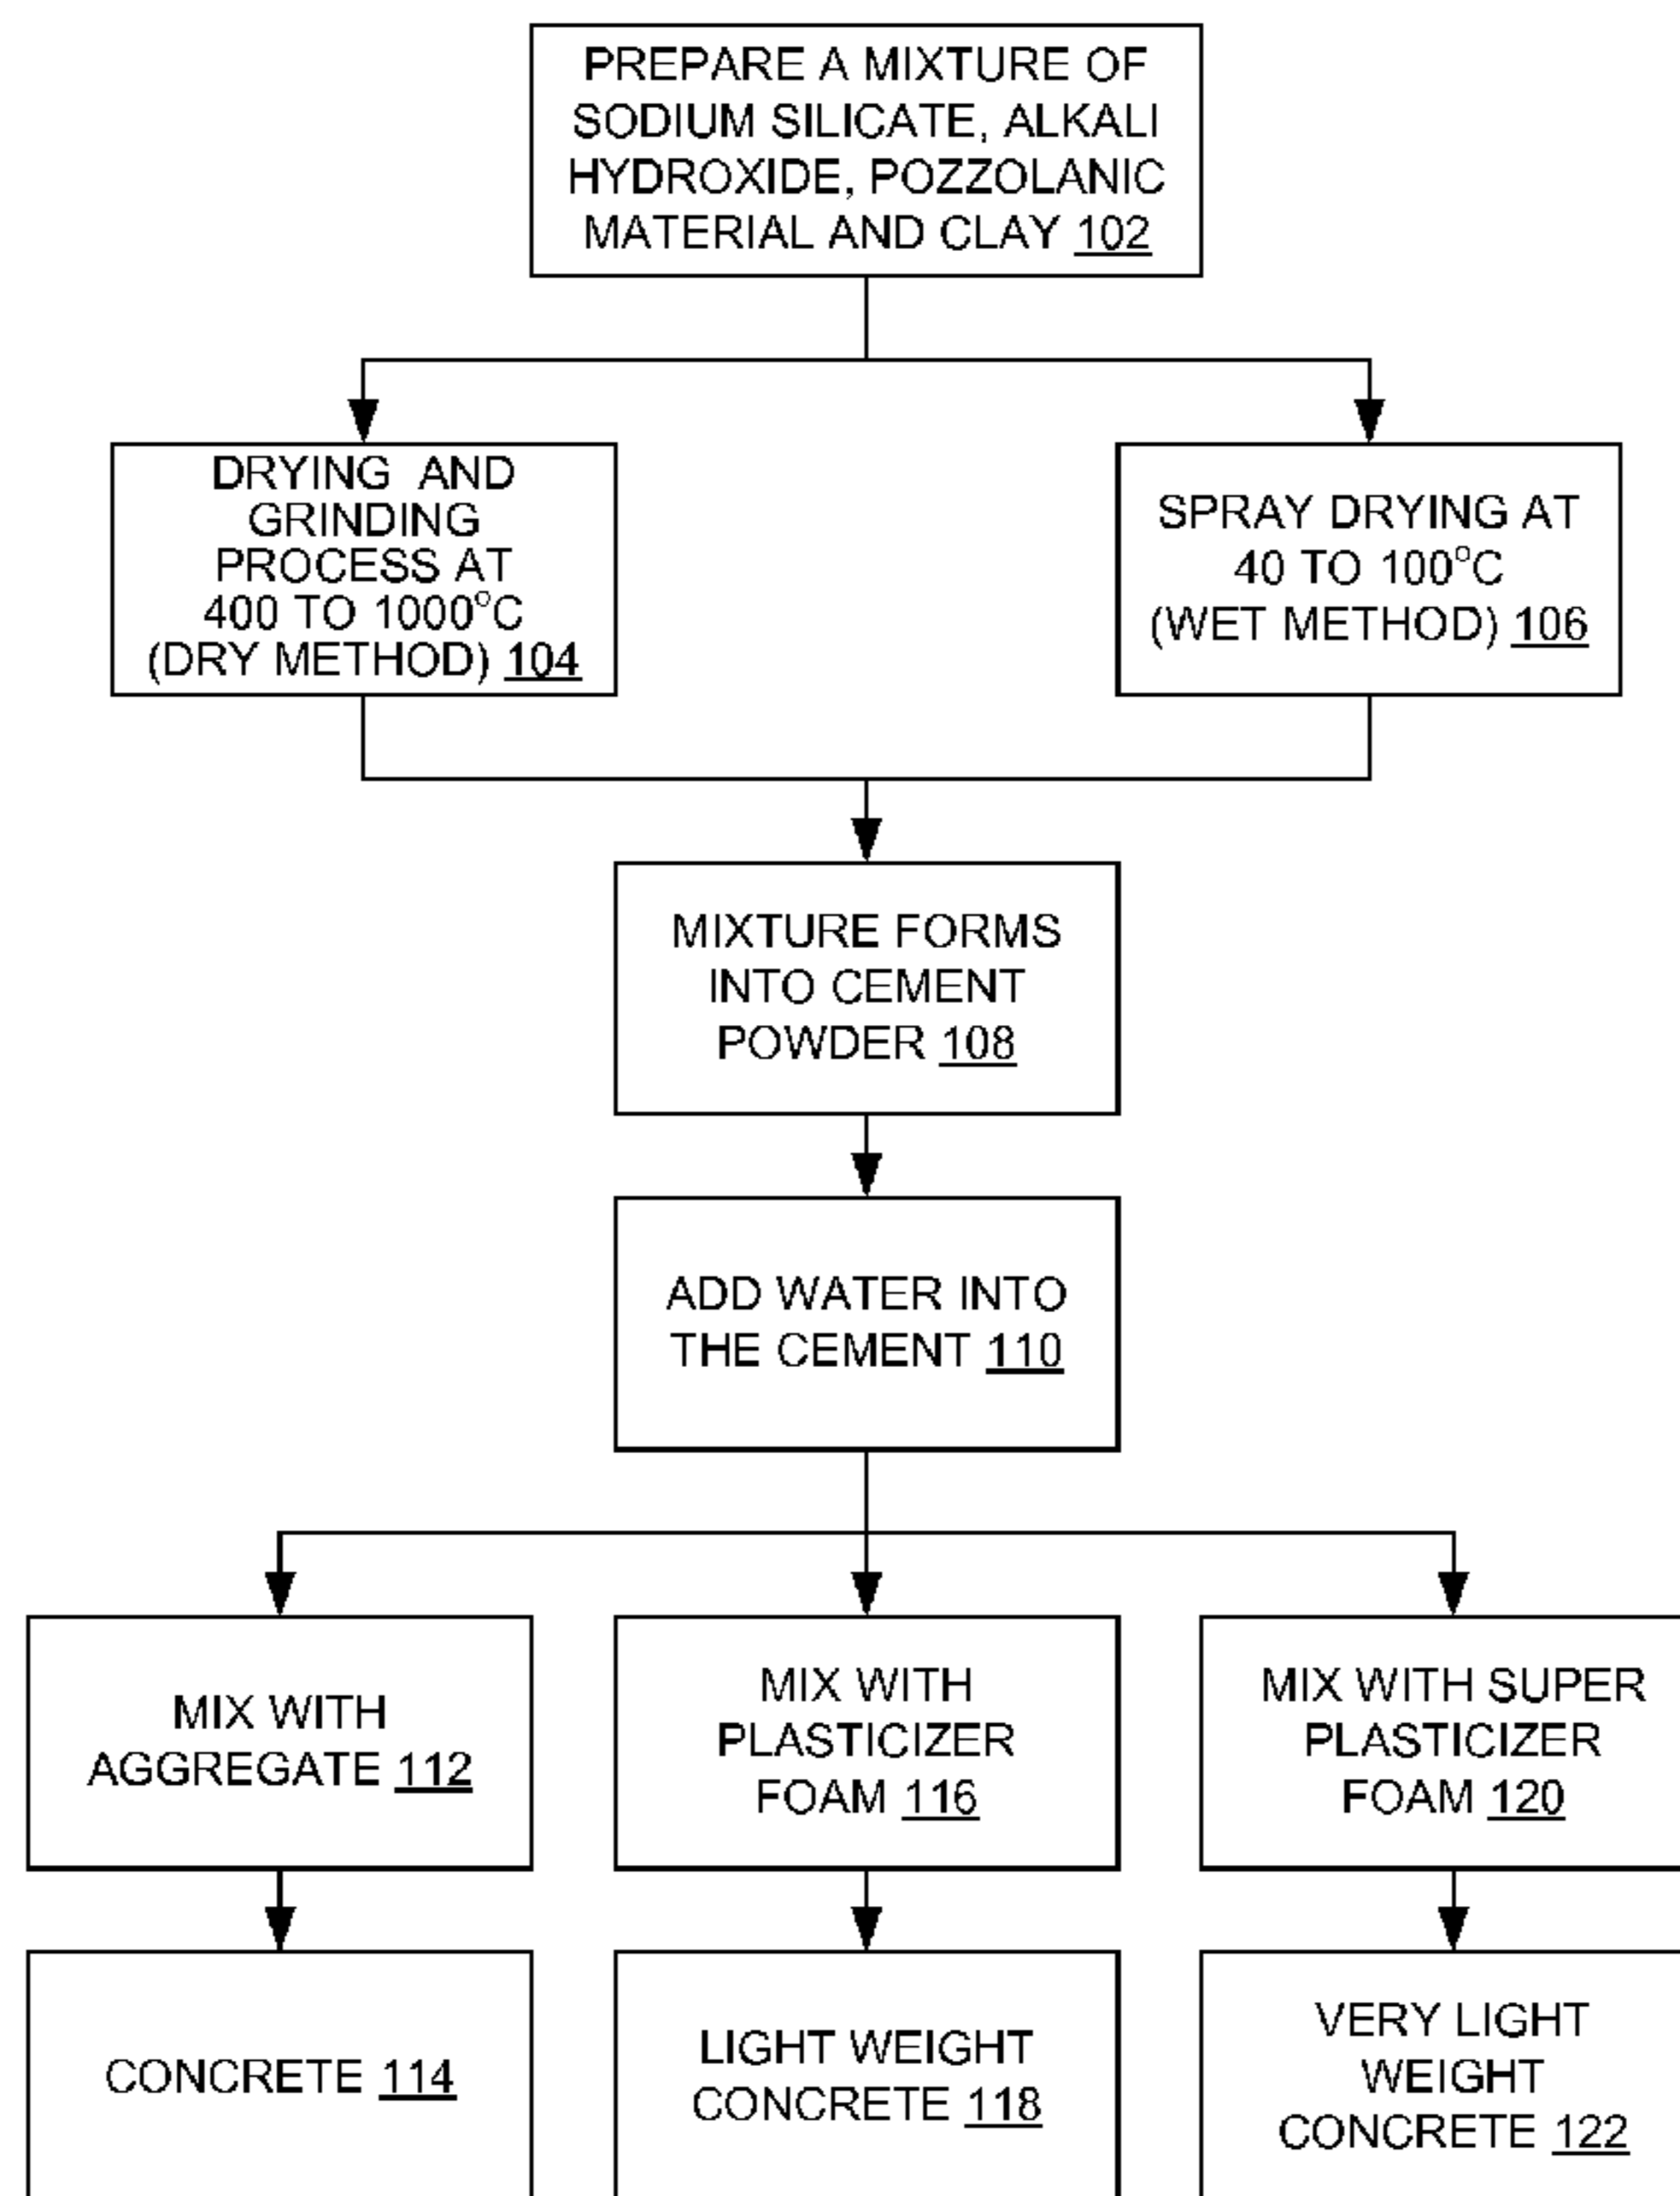 PREPARE A MIXTURE OF
SODIUM SILICATE, ALKALI
HYDROXIDE, POZZOLANIC
MATERIAL AND CLAY 102
DRYING AND
GRINDING
PROCESS AT
400 TO 1000°C
(DRY METHOD) 104
SPRAY DRYING AT
40 TO 100°C
(WET METHOD) 106
MIXTURE FORMS
INTO CEMENT
POWDER 108
ADD WATER INTO
THE CEMENT 110
MIX WITH
AGGREGATE 112
MIX WITH
PLASTICIZER
FOAM 116
MIX WITH SUPER
PLASTICIZER
FOAM 120
CONCRETE 114
LIGHT WEIGHT
CONCRETE 118
VERY LIGHT
WEIGHT
CONCRETE 122